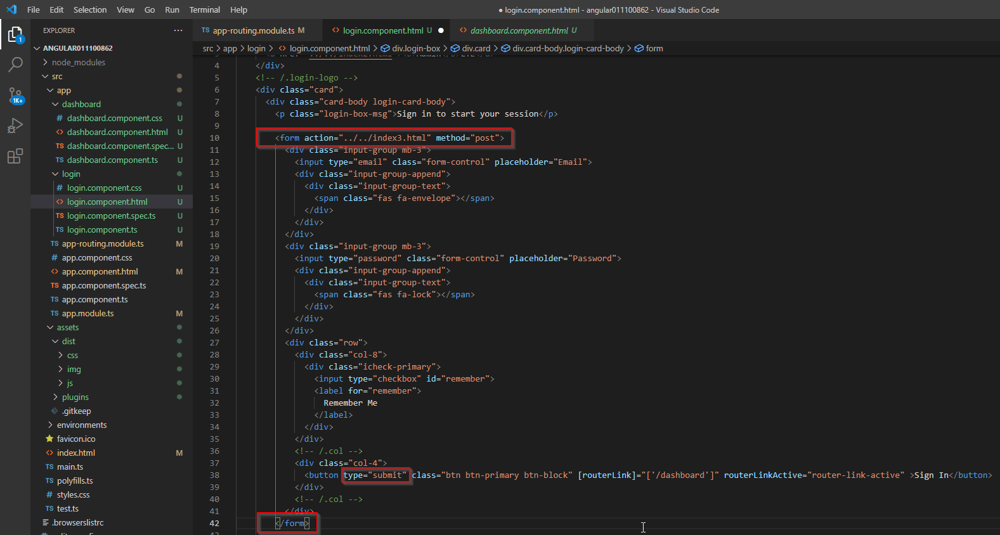 File Edit Selection View Go Run Terminal Help
● login.component.html - angular011100862 - Visual Studio Code
EXPLORER ···
1
1K+
ANGULAR011100862
node_modules
src
app
dashboard
# dashboard.component.css U
<> dashboard.component.html U
TS dashboard.component.spec... U
TS dashboard.component.ts U
login
# login.component.css U
<> login.component.html U
TS login.component.spec.ts U
TS login.component.ts U
TS app-routing.module.ts M
# app.component.css
<> app.component.html M
TS app.component.spec.ts
TS app.component.ts
TS app.module.ts M
assets
dist
css
img
js
plugins
.gitkeep
environments
favicon.ico
<> index.html M
TS main.ts
TS polyfills.ts
# styles.css
TS test.ts
.browserslistrc
TS app-routing.module.ts M <> login.component.html U ● <> dashboard.component.html U
src > app > login > <> login.component.html > div.login-box > div.card > div.card-body.login-card-body > form
4 </div>
5 <!-- /.login-logo -->
6 <div class="card">
7 <div class="card-body login-card-body">
8 <p class="login-box-msg">Sign in to start your session</p>
9
10 <form action="../../index3.html" method="post">
11 <div class="input-group mb-3">
12 <input type="email" class="form-control" placeholder="Email">
13 <div class="input-group-append">
14 <div class="input-group-text">
15 <span class="fas fa-envelope"></span>
16 </div>
17 </div>
18 </div>
19 <div class="input-group mb-3">
20 <input type="password" class="form-control" placeholder="Password">
21 <div class="input-group-append">
22 <div class="input-group-text">
23 <span class="fas fa-lock"></span>
24 </div>
25 </div>
26 </div>
27 <div class="row">
28 <div class="col-8">
29 <div class="icheck-primary">
30 <input type="checkbox" id="remember">
31 <label for="remember">
32 Remember Me
33 </label>
34 </div>
35 </div>
36 <!-- /.col -->
37 <div class="col-4">
38 <button type="submit" class="btn btn-primary btn-block" [routerLink]="['/dashboard']" routerLinkActive="router-link-active" >Sign In</button>
39 </div>
40 <!-- /.col -->
41 </div>
42 </form>